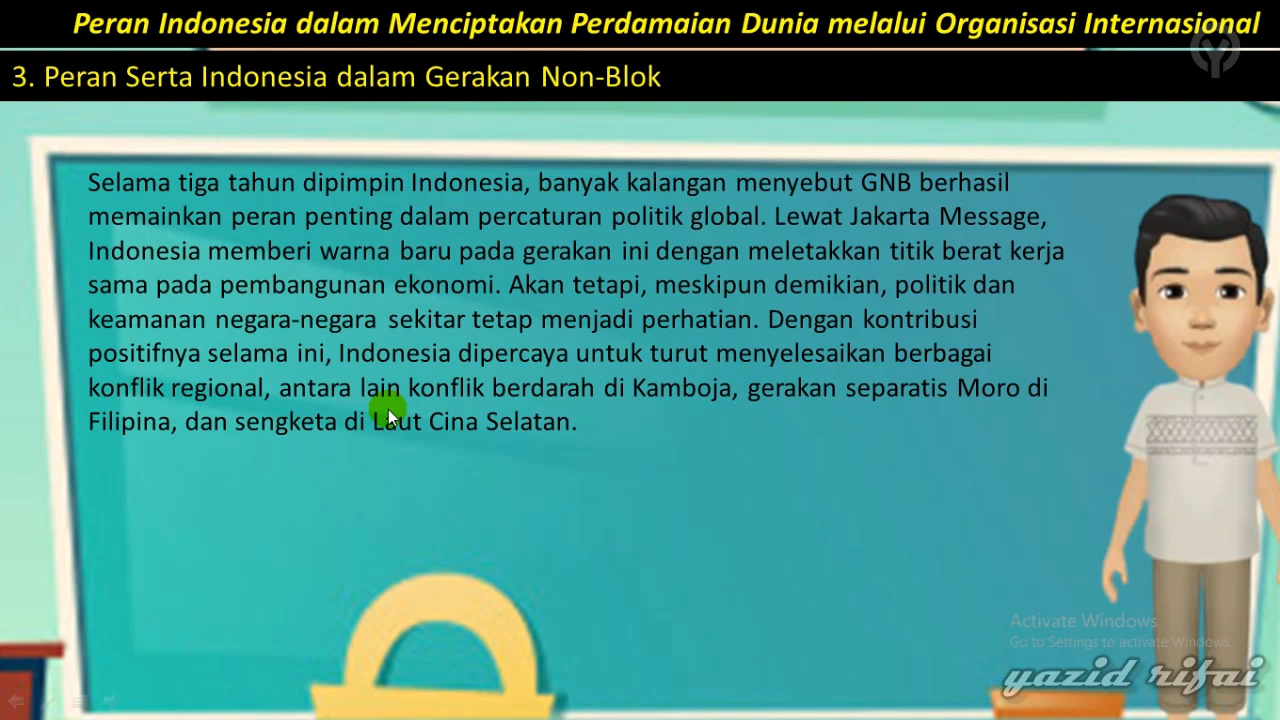 Peran Indonesia dalam Menciptakan Perdamaian Dunia melalui Organisasi Internasional
3. Peran Serta Indonesia dalam Gerakan Non-Blok
Selama tiga tahun dipimpin Indonesia, banyak kalangan menyebut GNB berhasil
memainkan peran penting dalam percaturan politik global. Lewat Jakarta Message,
Indonesia memberi warna baru pada gerakan ini dengan meletakkan titik berat kerja
sama pada pembangunan ekonomi. Akan tetapi, meskipun demikian, politik dan
keamanan negara-negara sekitar tetap menjadi perhatian. Dengan kontribusi
positifnya selama ini, Indonesia dipercaya untuk turut menyelesaikan berbagai
konflik regional, antara lain konflik berdarah di Kamboja, gerakan separatis Moro di
Filipina, dan sengketa di Laut Cina Selatan.
Activate Windows
Go to Settings to activate Windows.
yazid rifai